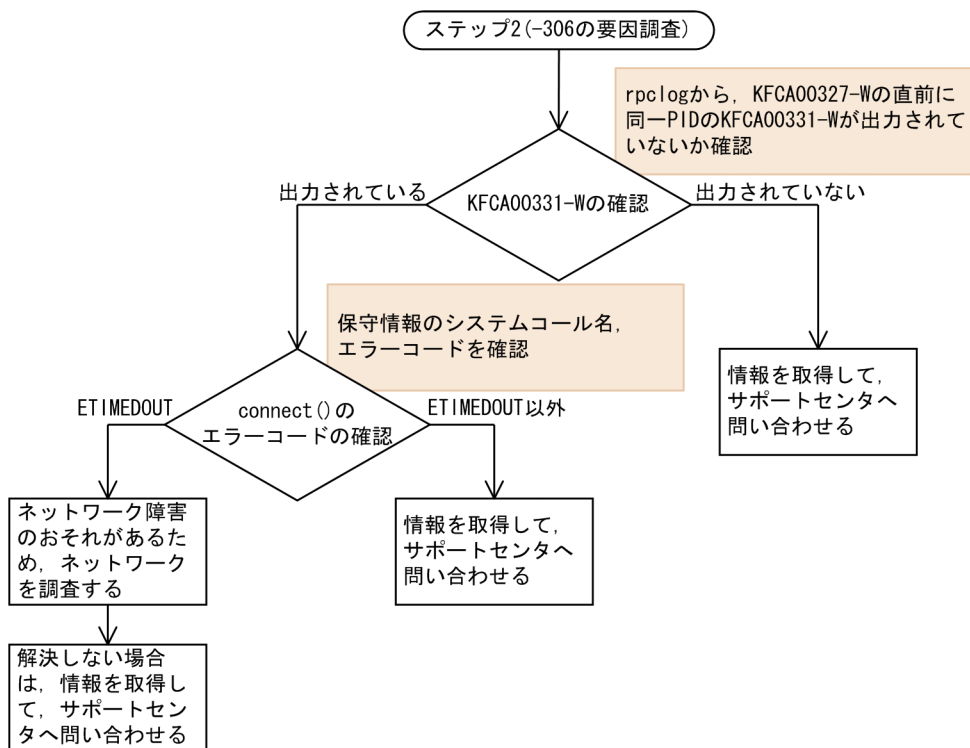 ステップ2(-306の要因調査)
rpclogから，KFCA00327-Wの直前に
同一PIDのKFCA00331-Wが出力されて
いないか確認
出力されている
KFCA00331-Wの確認
出力されていない
保守情報のシステムコール名，
エラーコードを確認
ETIMEDOUT
connect()の
エラーコードの確認
ETIMEDOUT以外
情報を取得して，
サポートセンタへ
問い合わせる
ネットワーク障害
のおそれがあるた
め，ネットワーク
を調査する
情報を取得して，
サポートセンタへ
問い合わせる
解決しない場合
は，情報を取得し
て，サポートセン
タへ問い合わせる